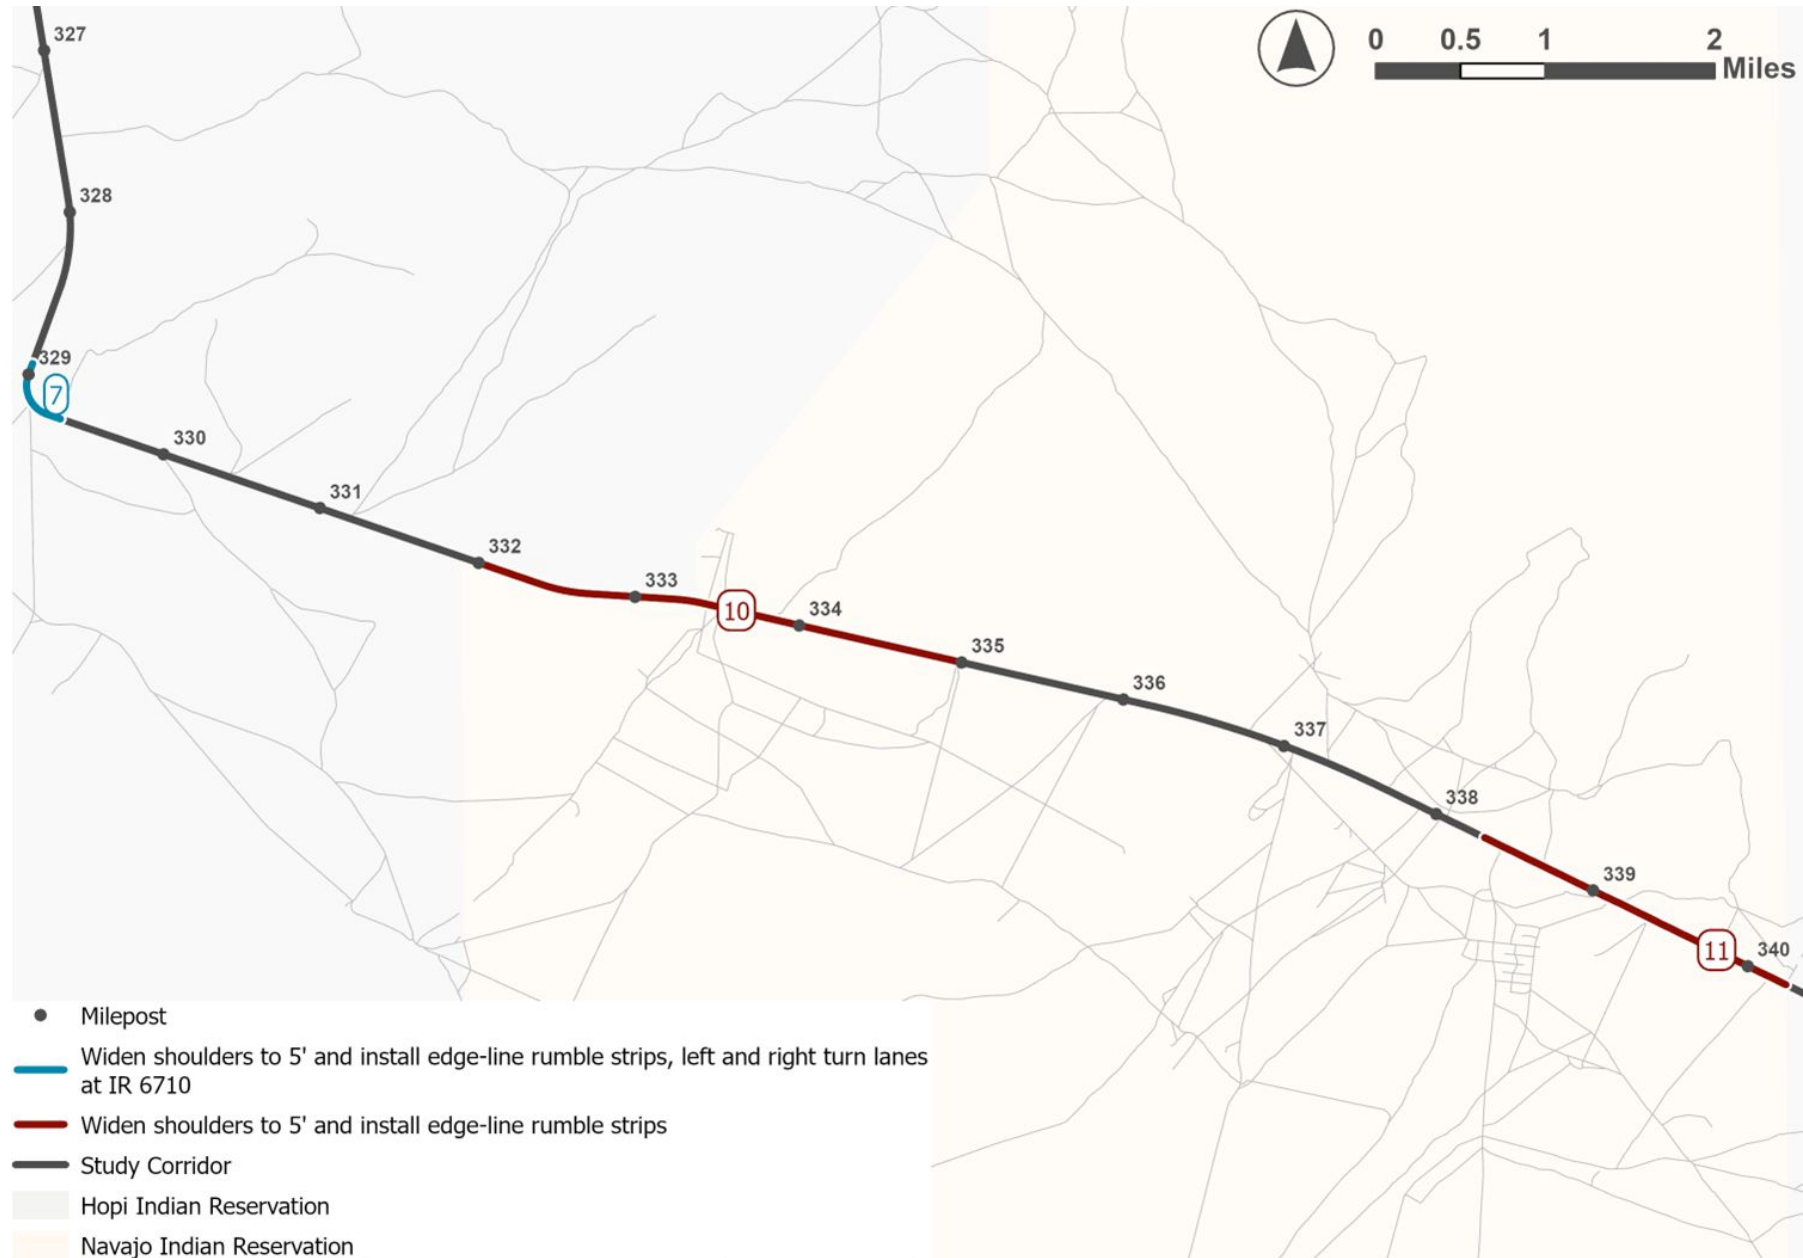 327
0 0.5 1 2
Miles
328
329
7
330
331
332
333
10
334
335
336
337
338
339
11
340
Milepost
Widen shoulders to 5' and install edge-line rumble strips, left and right turn lanes
at IR 6710
Widen shoulders to 5' and install edge-line rumble strips
Study Corridor
Hopi Indian Reservation
Navajo Indian Reservation